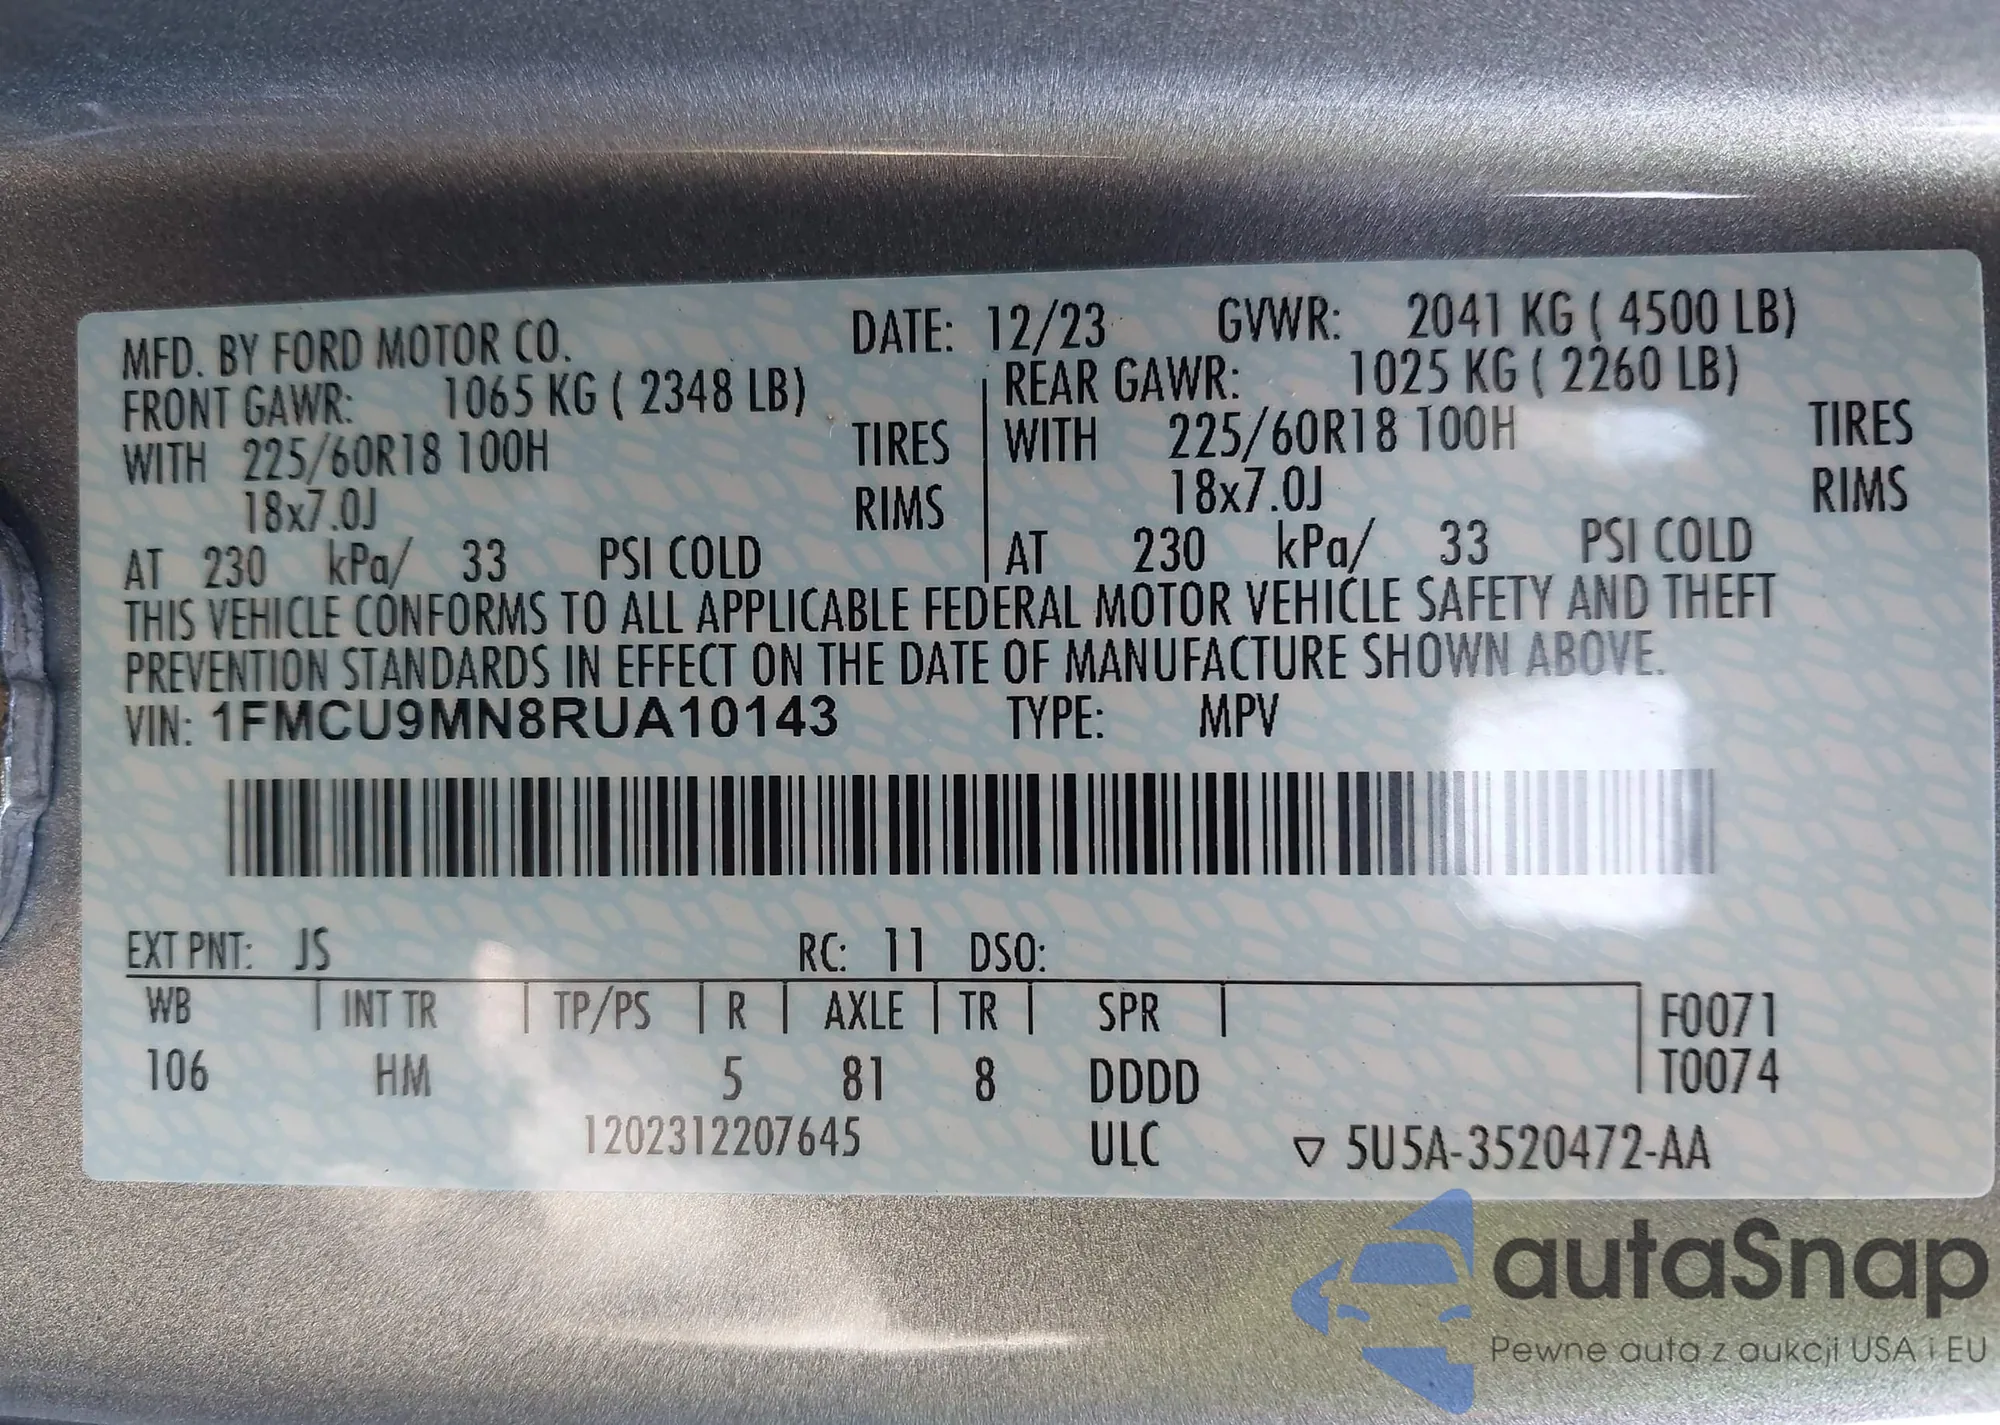 MFD. BY FORD MOTOR CO. DATE: 12/23 GVWR: 2041 KG ( 4500 LB)
FRONT GAWR: 1065 KG ( 2348 LB) REAR GAWR: 1025 KG ( 2260 LB)
WITH 225/60R18 100H TIRES WITH 225/60R18 100H TIRES
18x7.0J RIMS 18x7.0J RIMS
AT 230 kPa/ 33 PSI COLD AT 230 kPa/ 33 PSI COLD
THIS VEHICLE CONFORMS TO ALL APPLICABLE FEDERAL MOTOR VEHICLE SAFETY AND THEFT
PREVENTION STANDARDS IN EFFECT ON THE DATE OF MANUFACTURE SHOWN ABOVE.
VIN: 1FMCU9MN8RUA10143 TYPE: MPV
EXT PNT: JS RC: 11 DSO:
WB INT TR TP/PS R AXLE TR SPR F0071
106 HM 5 81 8 DDDD T0074
1202312207645 ULC ▽ 5U5A-3520472-AA
autaSnap
Pewne auta z aukcji USA i EU